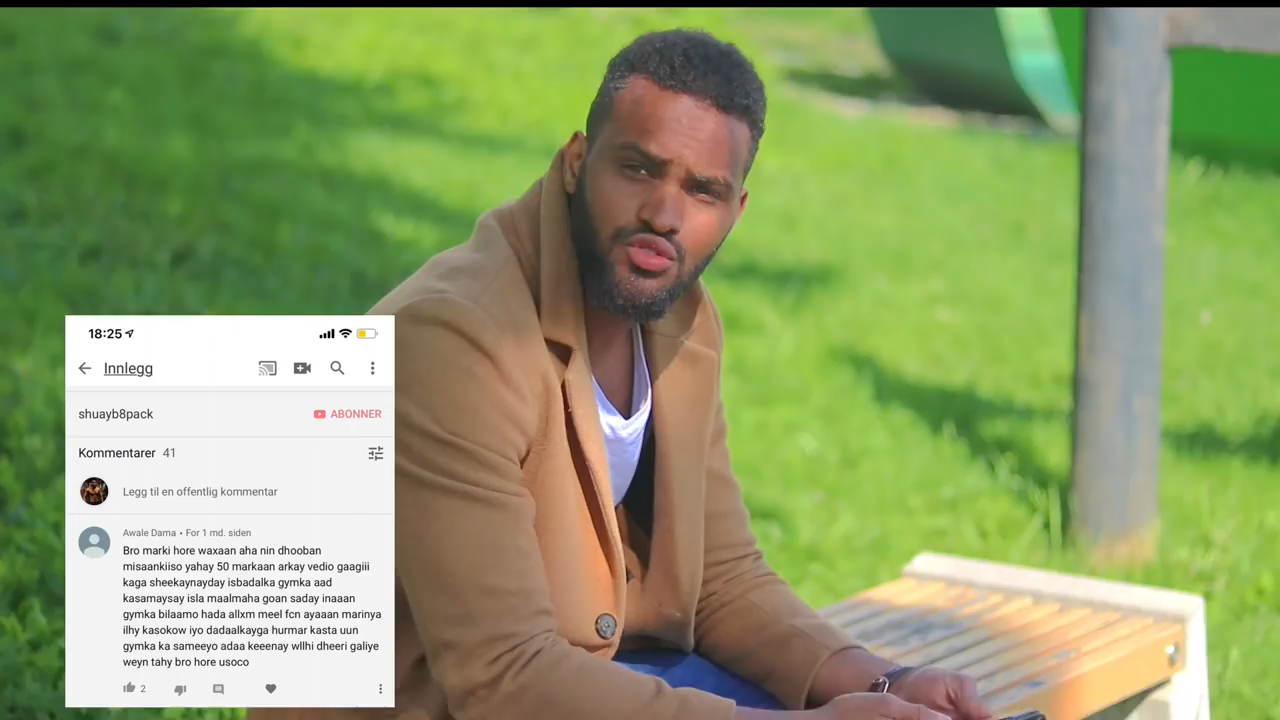 18:25
Innlegg
shuayb8pack
ABONNER
Kommentarer 41
Legg til en offentlig kommentar
Awale Dama • For 1 md. siden
Bro marki hore waxaan aha nin dhooban
misaankiiso yahay 50 markaan arkay vedio gaagiii
kaga sheekaynayday isbadalka gymka aad
kasamaysay isla maalmaha goan saday inaaan
gymka bilaamo hada allxm meel fcn ayaaan marinya
ilhy kasokow iyo dadaalkayga hurmar kasta uun
gymka ka sameeyo adaa keeenay wllhi dheeri galiye
weyn tahy bro hore usoco
2